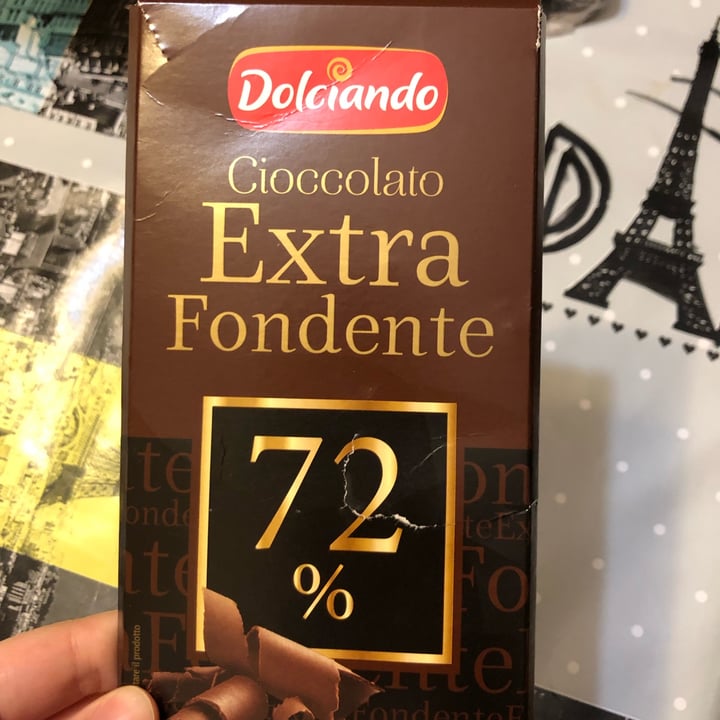 Dolciando
Cioccolato
Extra
Fondente
72
%